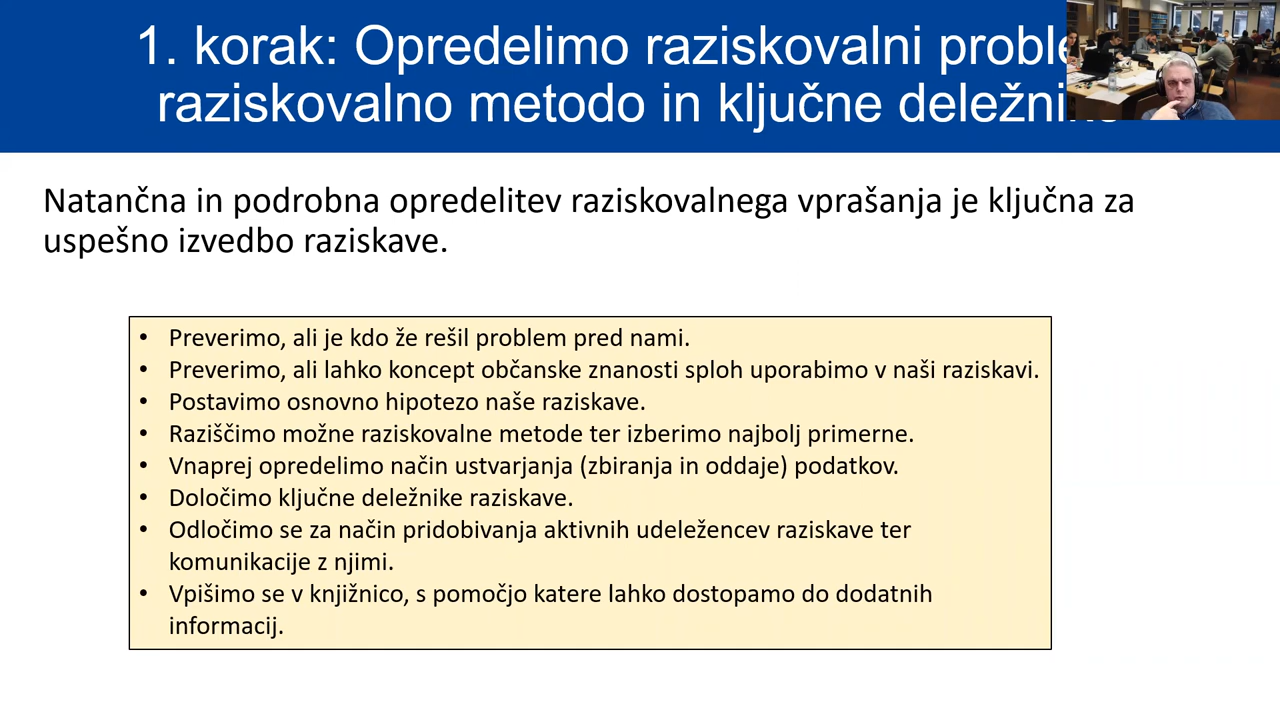 1. korak: Opredelimo raziskovalni
raziskovalno metodo in ključne
Natančna in podrobna opredelitev raziskovalnega vprašanja je ključna za
uspešno izvedbo raziskave.
• Preverimo, ali je kdo že rešil problem pred nami.
• Preverimo, ali lahko koncept občanske znanosti sploh uporabimo v naši raziskavi.
• Postavimo osnovno hipotezo naše raziskave.
• Raziščimo možne raziskovalne metode ter izberimo najbolj primerne.
• Vnaprej opredelimo način ustvarjanja (zbiranja in oddaje) podatkov.
• Določimo ključne deležnike raziskave.
• Odločimo se za način pridobivanja aktivnih udeležencev raziskave ter
komunikacije z njimi.
• Vpišimo se v knjižnico, s pomočjo katere lahko dostopamo do dodatnih
informacij.